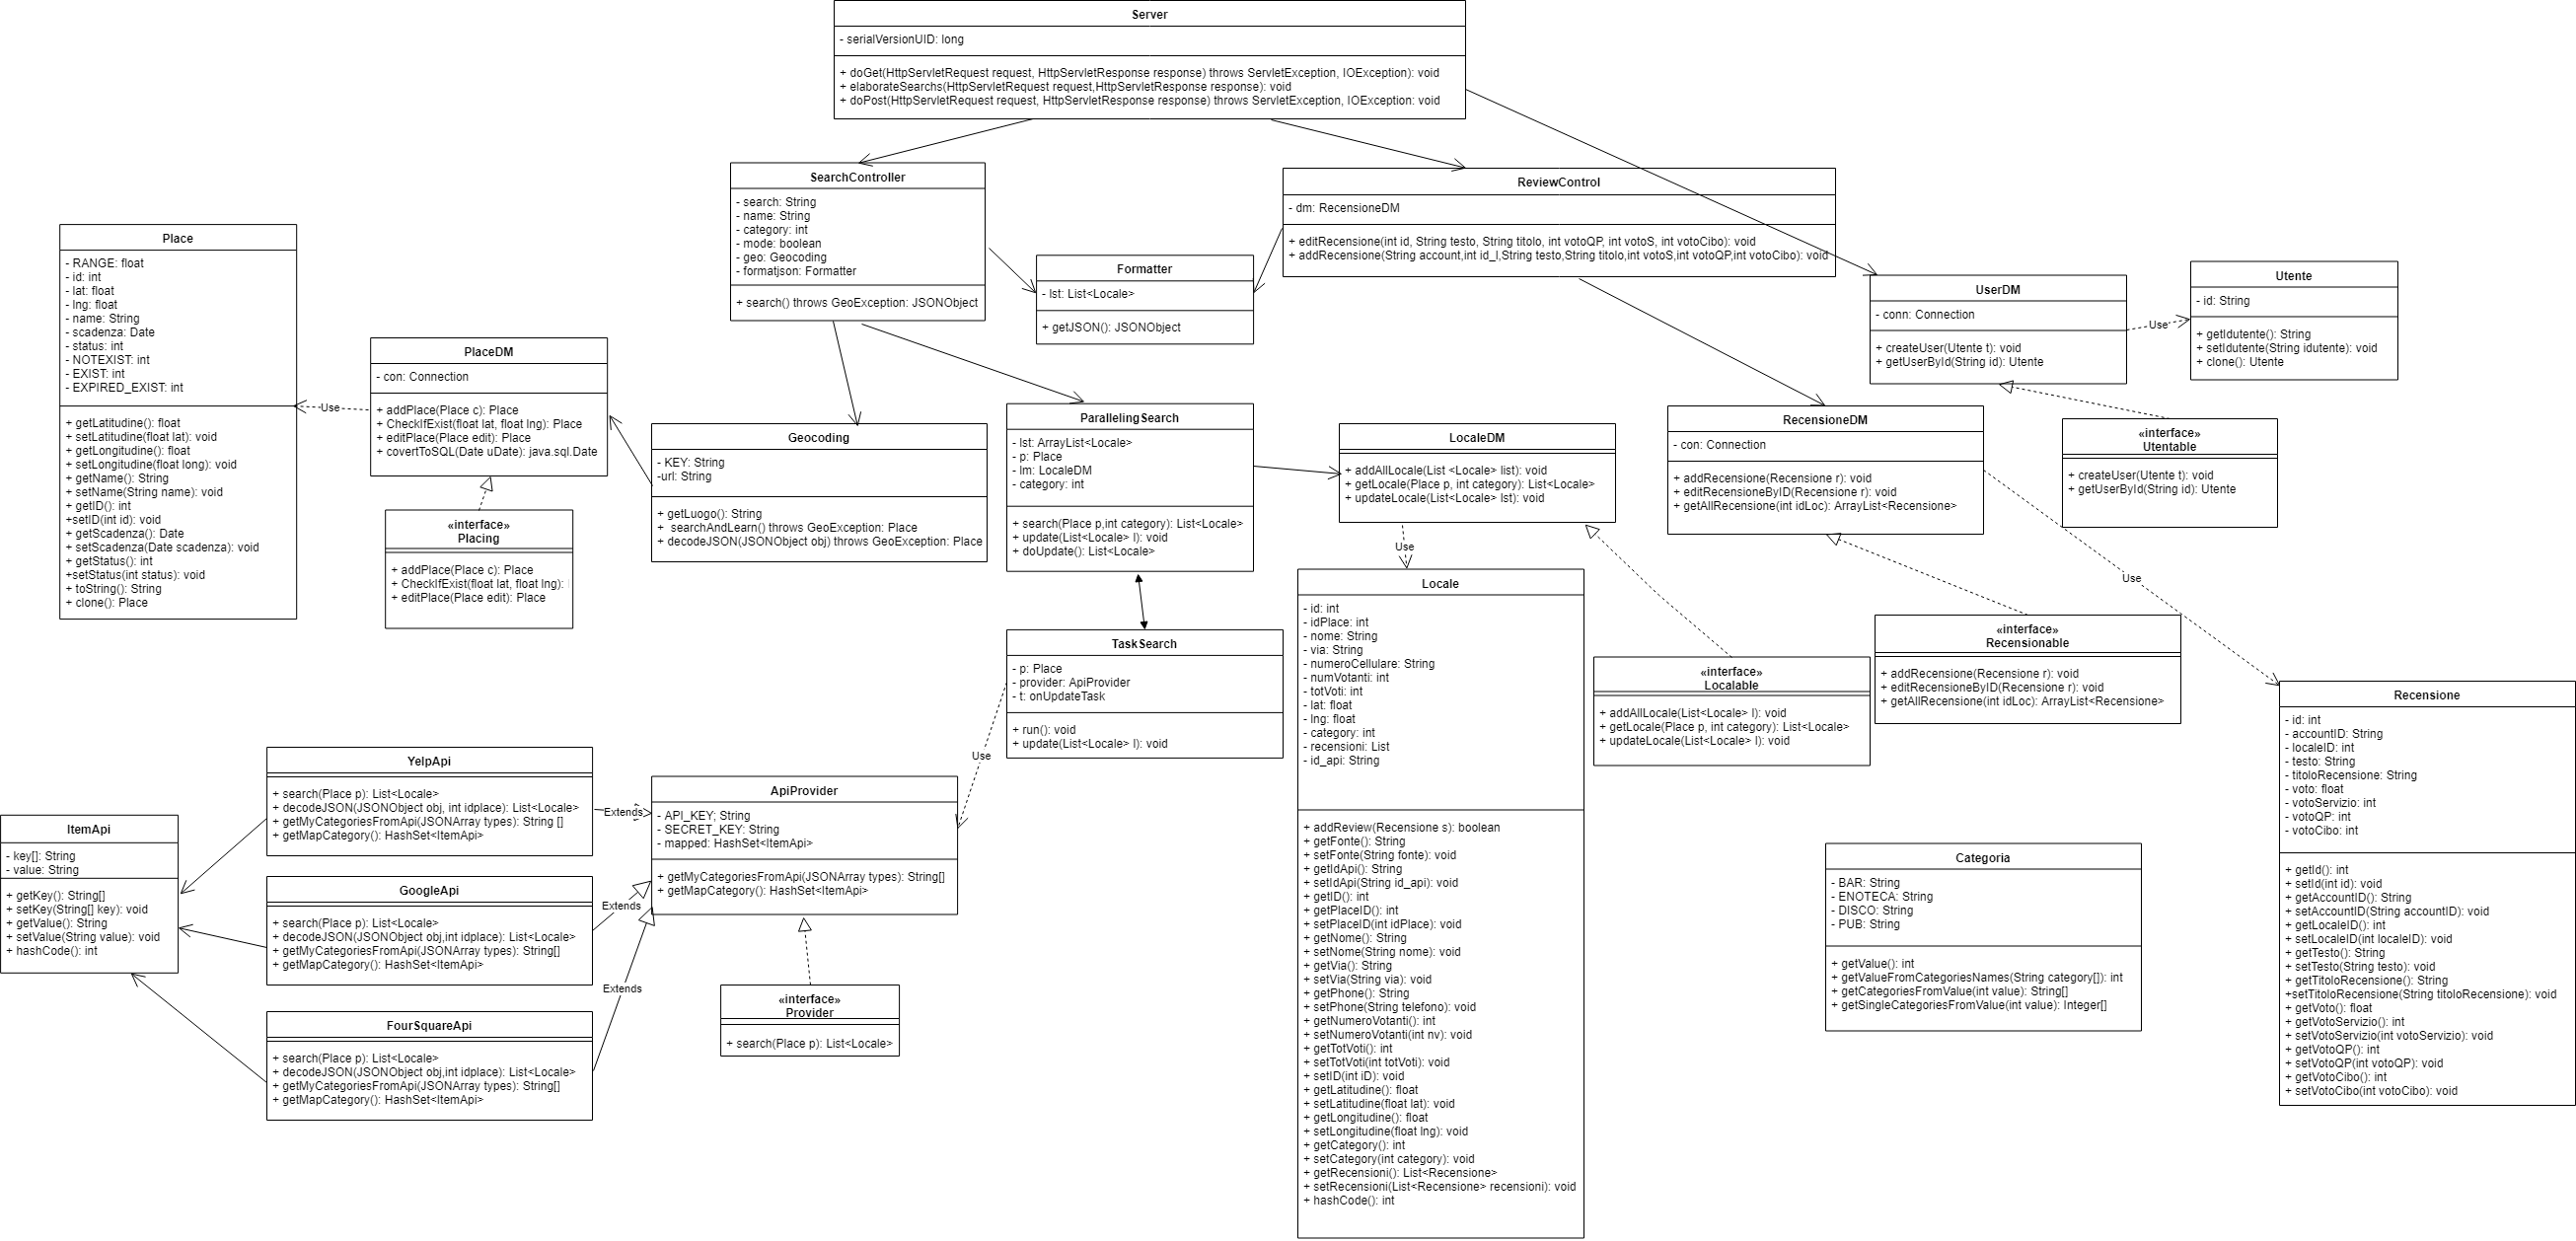 Server
- serialVersionUID: long
+ doGet(HttpServletRequest request, HttpServletResponse response) throws ServletException, IOException): void
+ elaborateSearchs(HttpServletRequest request,HttpServletResponse response): void
+ doPost(HttpServletRequest request, HttpServletResponse response) throws ServletException, IOException: void
SearchController
- search: String
- name: String
- category: int
- mode: boolean
- geo: Geocoding
- formatjson: Formatter
+ search() throws GeoException: JSONObject
ReviewControl
- dm: RecensioneDM
+ editRecensione(int id, String testo, String titolo, int votoQP, int votoS, int votoCibo): void
+ addRecensione(String account,int id_l,String testo,String titolo,int votoS,int votoQP,int votoCibo): void
Formatter
- lst: List<Locale>
+ getJSON(): JSONObject
Place
- RANGE: float
- id: int
- lat: float
- lng: float
- name: String
- scadenza: Date
- status: int
- NOTEXIST: int
- EXIST: int
- EXPIRED_EXIST: int
+ getLatitudine(): float
+ setLatitudine(float lat): void
+ getLongitudine(): float
+ setLongitudine(float long): void
+ getName(): String
+ setName(String name): void
+ getID(): int
+setID(int id): void
+ getScadenza(): Date
+ setScadenza(Date scadenza): void
+ getStatus(): int
+setStatus(int status): void
+ toString(): String
+ clone(): Place
Use
PlaceDM
- con: Connection
+ addPlace(Place c): Place
+ CheckIfExist(float lat, float lng): Place
+ editPlace(Place edit): Place
+ covertToSQL(Date uDate): java.sql.Date
«interface»
Placing
+ addPlace(Place c): Place
+ CheckIfExist(float lat, float lng):
+ editPlace(Place edit): Place
Geocoding
- KEY: String
-url: String
+ getLuogo(): String
+  searchAndLearn() throws GeoException: Place
+ decodeJSON(JSONObject obj) throws GeoException: Place
ParallelingSearch
- lst: ArrayList<Locale>
- p: Place
- lm: LocaleDM
- category: int
+ search(Place p,int category): List<Locale>
+ update(List<Locale> l): void
+ doUpdate(): List<Locale>
LocaleDM
+ addAllLocale(List <Locale> list): void
+ getLocale(Place p, int category): List<Locale>
+ updateLocale(List<Locale> lst): void
Use
UserDM
- conn: Connection
+ createUser(Utente t): void
+ getUserById(String id): Utente
Use
Utente
- id: String
+ getIdutente(): String
+ setIdutente(String idutente): void
+ clone(): Utente
«interface»
Utentable
+ createUser(Utente t): void
+ getUserById(String id): Utente
RecensioneDM
- con: Connection
+ addRecensione(Recensione r): void
+ editRecensioneByID(Recensione r): void
+ getAllRecensione(int idLoc): ArrayList<Recensione>
Use
«interface»
Recensionable
+ addRecensione(Recensione r): void
+ editRecensioneByID(Recensione r): void
+ getAllRecensione(int idLoc): ArrayList<Recensione>
«interface»
Localable
+ addAllLocale(List<Locale> l): void
+ getLocale(Place p, int category): List<Locale>
+ updateLocale(List<Locale> l): void
TaskSearch
- p: Place
- provider: ApiProvider
- t: onUpdateTask
+ run(): void
+ update(List<Locale> l): void
Use
Locale
- id: int
- idPlace: int
- nome: String
- via: String
- numeroCellulare: String
- numVotanti: int
- totVoti: int
- lat: float
- lng: float
- category: int
- recensioni: List
- id_api: String
+ addReview(Recensione s): boolean
+ getFonte(): String
+ setFonte(String fonte): void
+ getIdApi(): String
+ setIdApi(String id_api): void
+ getID(): int
+ getPlaceID(): int
+ setPlaceID(int idPlace): void
+ getNome(): String
+ setNome(String nome): void
+ getVia(): String
+ setVia(String via): void
+ getPhone(): String
+ setPhone(String telefono): void
+ getNumeroVotanti(): int
+ setNumeroVotanti(int nv): void
+ getTotVoti(): int
+ setTotVoti(int totVoti): void
+ setID(int iD): void
+ getLatitudine(): float
+ setLatitudine(float lat): void
+ getLongitudine(): float
+ setLongitudine(float lng): void
+ getCategory(): int
+ setCategory(int category): void
+ getRecensioni(): List<Recensione>
+ setRecensioni(List<Recensione> recensioni): void
+ hashCode(): int
Recensione
- id: int
- accountID: String
- localeID: int
- testo: String
- titoloRecensione: String
- voto: float
- votoServizio: int
- votoQP: int
- votoCibo: int
+ getId(): int
+ setId(int id): void
+ getAccountID(): String
+ setAccountID(String accountID): void
+ getLocaleID(): int
+ setLocaleID(int localeID): void
+ getTesto(): String
+ setTesto(String testo): void
+ getTitoloRecensione(): String
+setTitoloRecensione(String titoloRecensione): void
+ getVoto(): float
+ getVotoServizio(): int
+ setVotoServizio(int votoServizio): void
+ getVotoQP(): int
+ setVotoQP(int votoQP): void
+ getVotoCibo(): int
+ setVotoCibo(int votoCibo): void
Categoria
- BAR: String
- ENOTECA: String
- DISCO: String
- PUB: String
+ getValue(): int
+ getValueFromCategoriesNames(String category[]): int
+ getCategoriesFromValue(int value): String[]
+ getSingleCategoriesFromValue(int value): Integer[]
YelpApi
+ search(Place p): List<Locale>
+ decodeJSON(JSONObject obj, int idplace): List<Locale>
+ getMyCategoriesFromApi(JSONArray types): String []
+ getMapCategory(): HashSet<ItemApi>
Extends
ApiProvider
- API_KEY; String
- SECRET_KEY: String
- mapped: HashSet<ItemApi>
+ getMyCategoriesFromApi(JSONArray types): String[]
+ getMapCategory(): HashSet<ItemApi>
ItemApi
- key[]: String
- value: String
+ getKey(): String[]
+ setKey(String[] key): void
+ getValue(): String
+ setValue(String value): void
+ hashCode(): int
GoogleApi
+ search(Place p): List<Locale>
+ decodeJSON(JSONObject obj,int idplace): List<Locale>
+ getMyCategoriesFromApi(JSONArray types): String[]
+ getMapCategory(): HashSet<ItemApi>
Extends
Extends
FourSquareApi
+ search(Place p): List<Locale>
+ decodeJSON(JSONObject obj,int idplace): List<Locale>
+ getMyCategoriesFromApi(JSONArray types): String[]
+ getMapCategory(): HashSet<ItemApi>
«interface»
Provider
+ search(Place p): List<Locale>